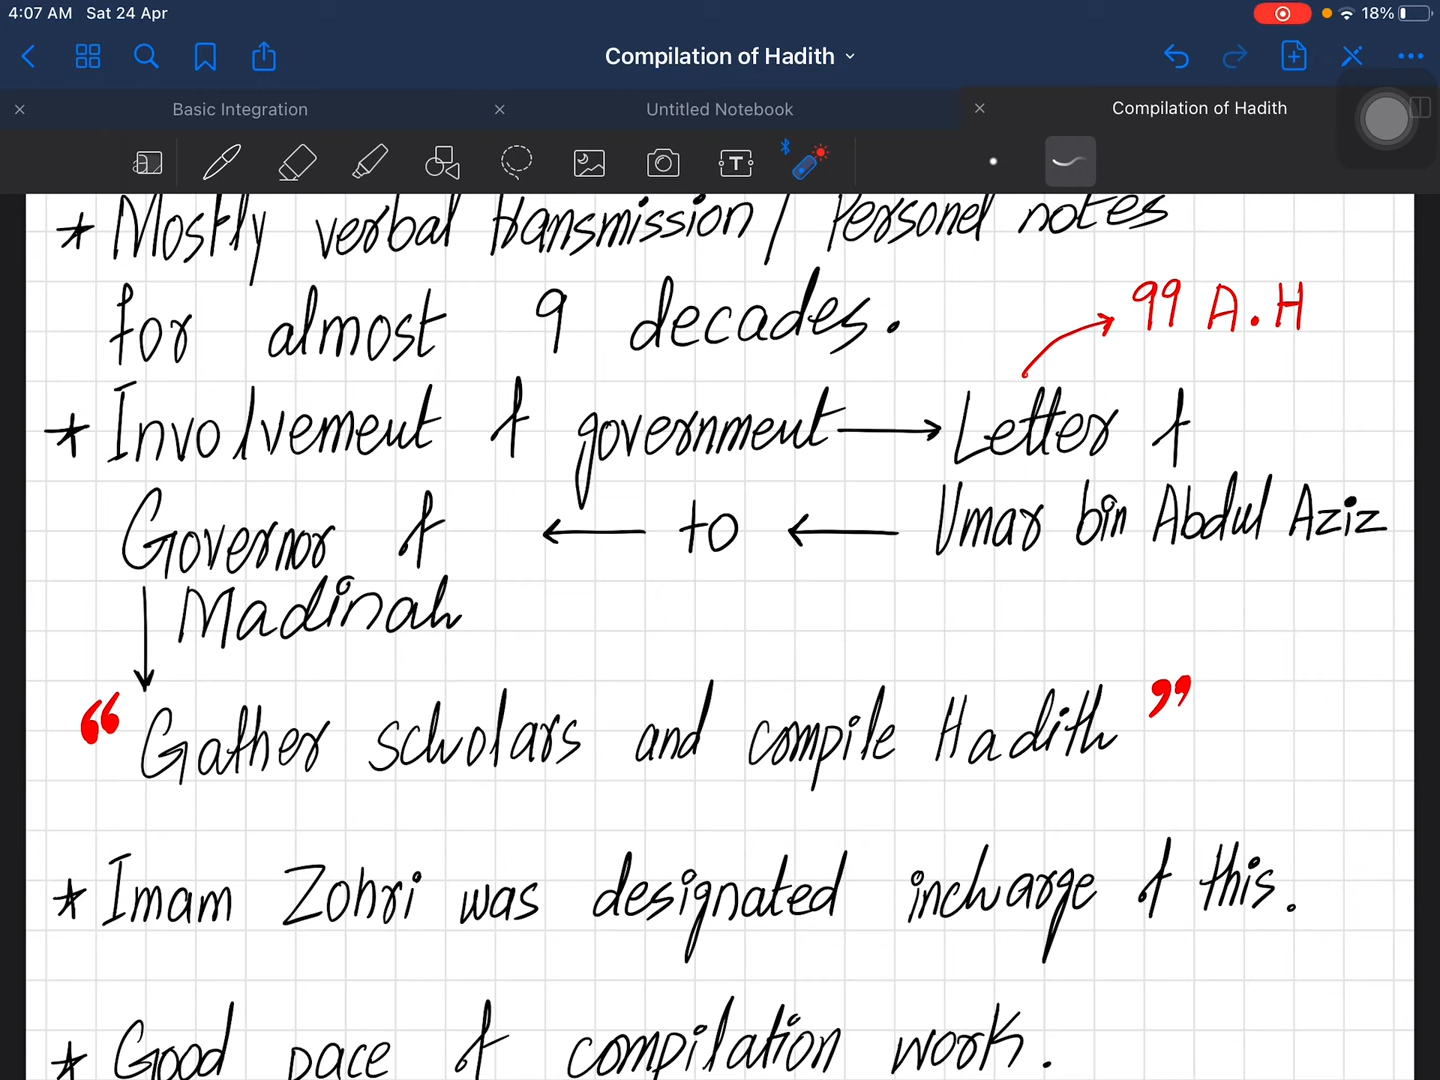 4:07 AM Sat 24 Apr 18%
Compilation of Hadith
Basic Integration Untitled Notebook Compilation of Hadith
* Mostly verbal transmission / Personel notes
for almost 9 decades.
99 A.H
* Involvement of government → Letter of
Governor of ← to ← Umar bin Abdul Aziz
↓ Madinah
“ Gather scholars and compile Hadith ”
* Imam Zohri was designated incharge of this.
* Good pace of compilation work.